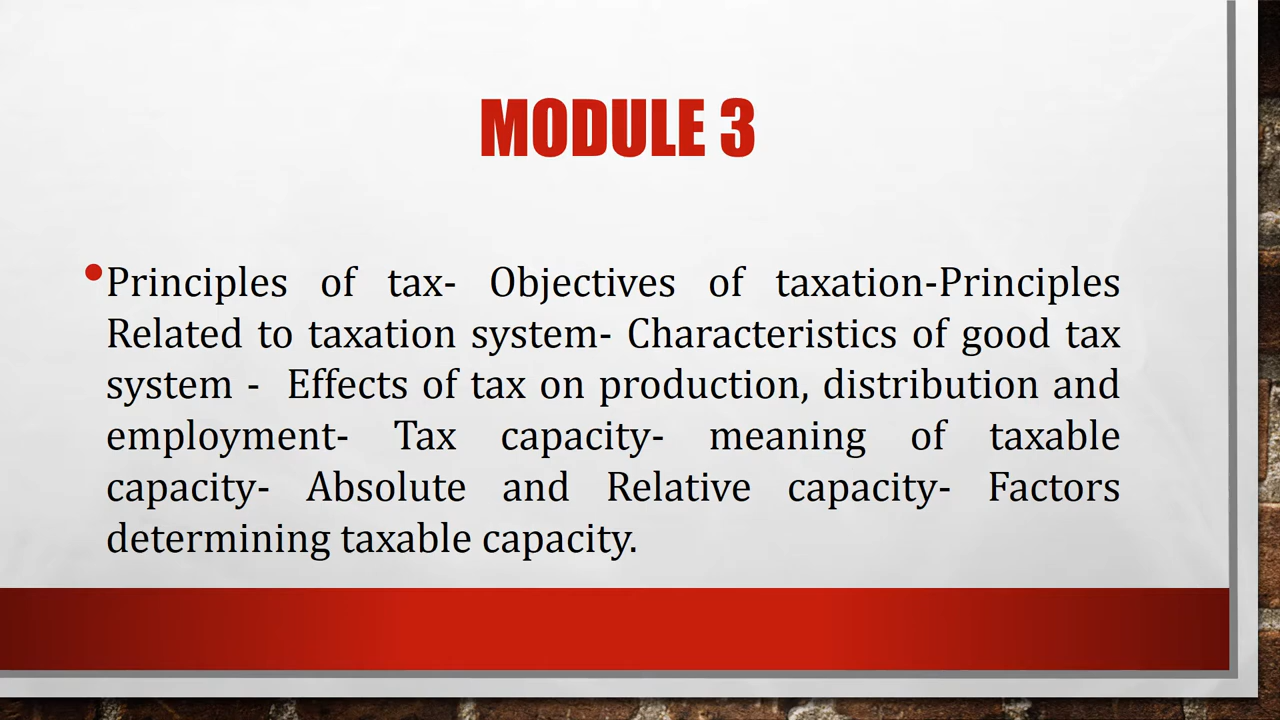 MODULE 3
•Principles of tax- Objectives of taxation-Principles
Related to taxation system- Characteristics of good tax
system -  Effects of tax on production, distribution and
employment- Tax capacity- meaning of taxable
capacity- Absolute and Relative capacity- Factors
determining taxable capacity.